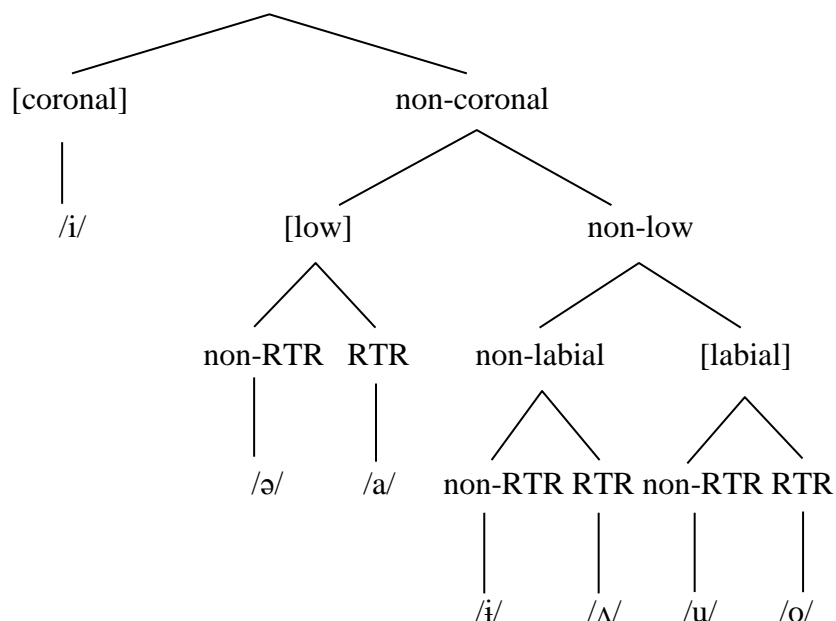 [coronal] non-coronal
/i/ [low] non-low
non-RTR RTR non-labial [labial]
/ə/ /a/ non-RTR RTR non-RTR RTR
/ɨ/ /ʌ/ /u/ /o/